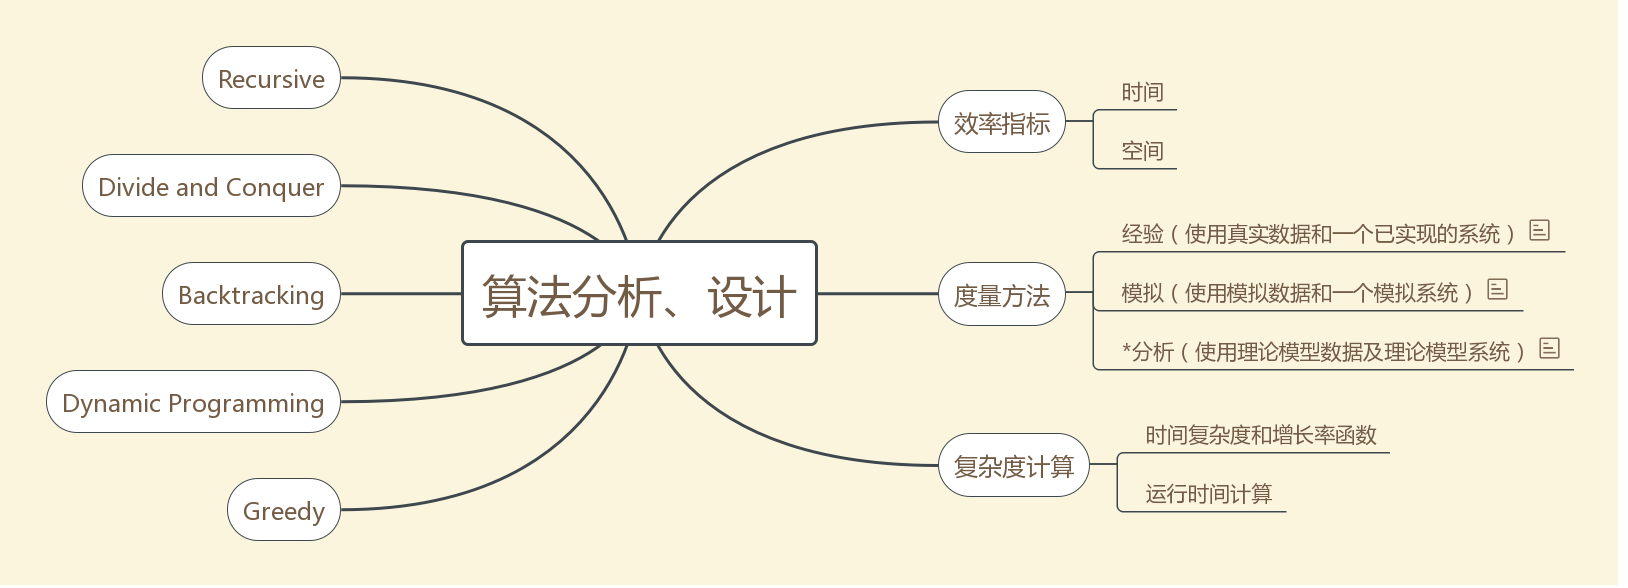 Recursive
Divide and Conquer
Backtracking
Dynamic Programming
Greedy
算法分析、设计
效率指标
时间
空间
度量方法
经验（使用真实数据和一个已实现的系统）
模拟（使用模拟数据和一个模拟系统）
*分析（使用理论模型数据及理论模型系统）
复杂度计算
时间复杂度和增长率函数
运行时间计算